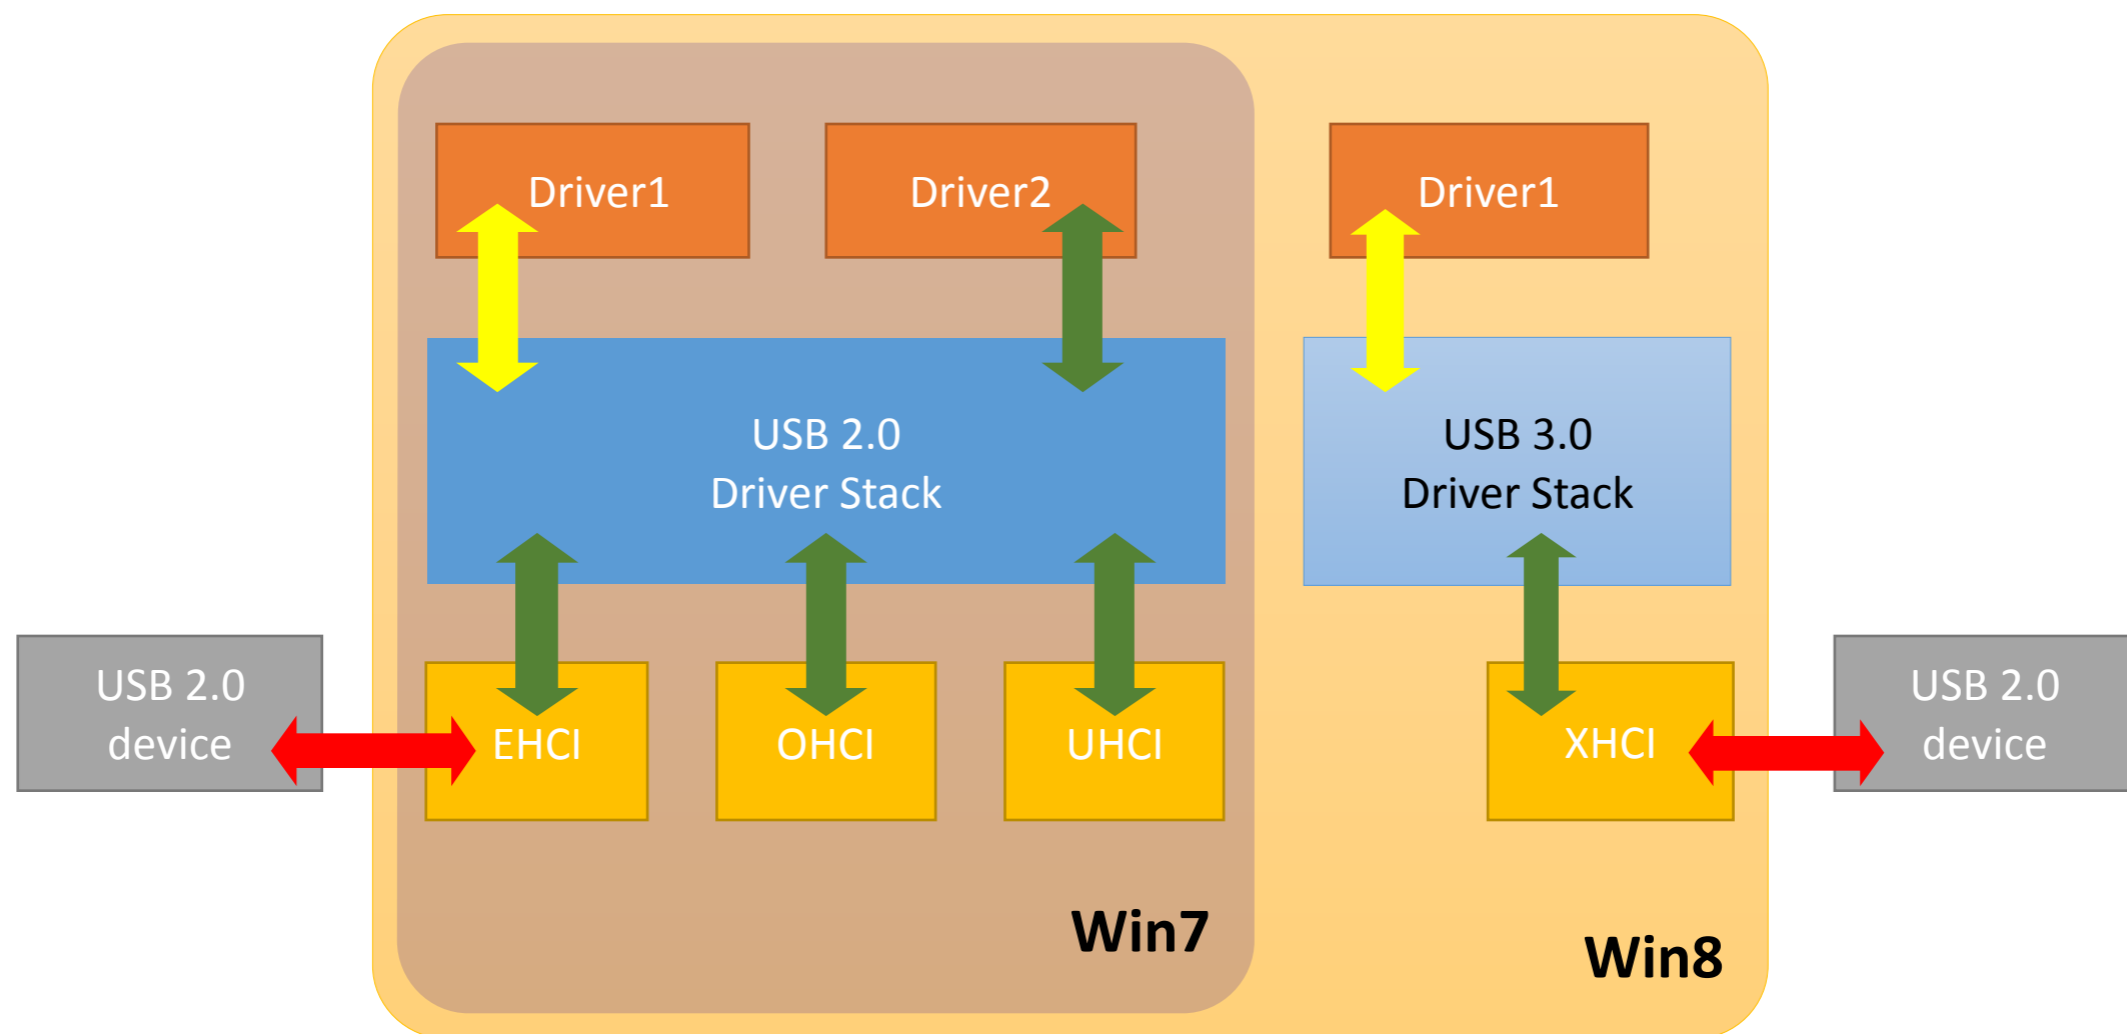 Driver1
Driver2
Driver1
USB 2.0
Driver Stack
USB 3.0
Driver Stack
USB 2.0
device
EHCI
OHCI
UHCI
XHCI
USB 2.0
device
Win7
Win8